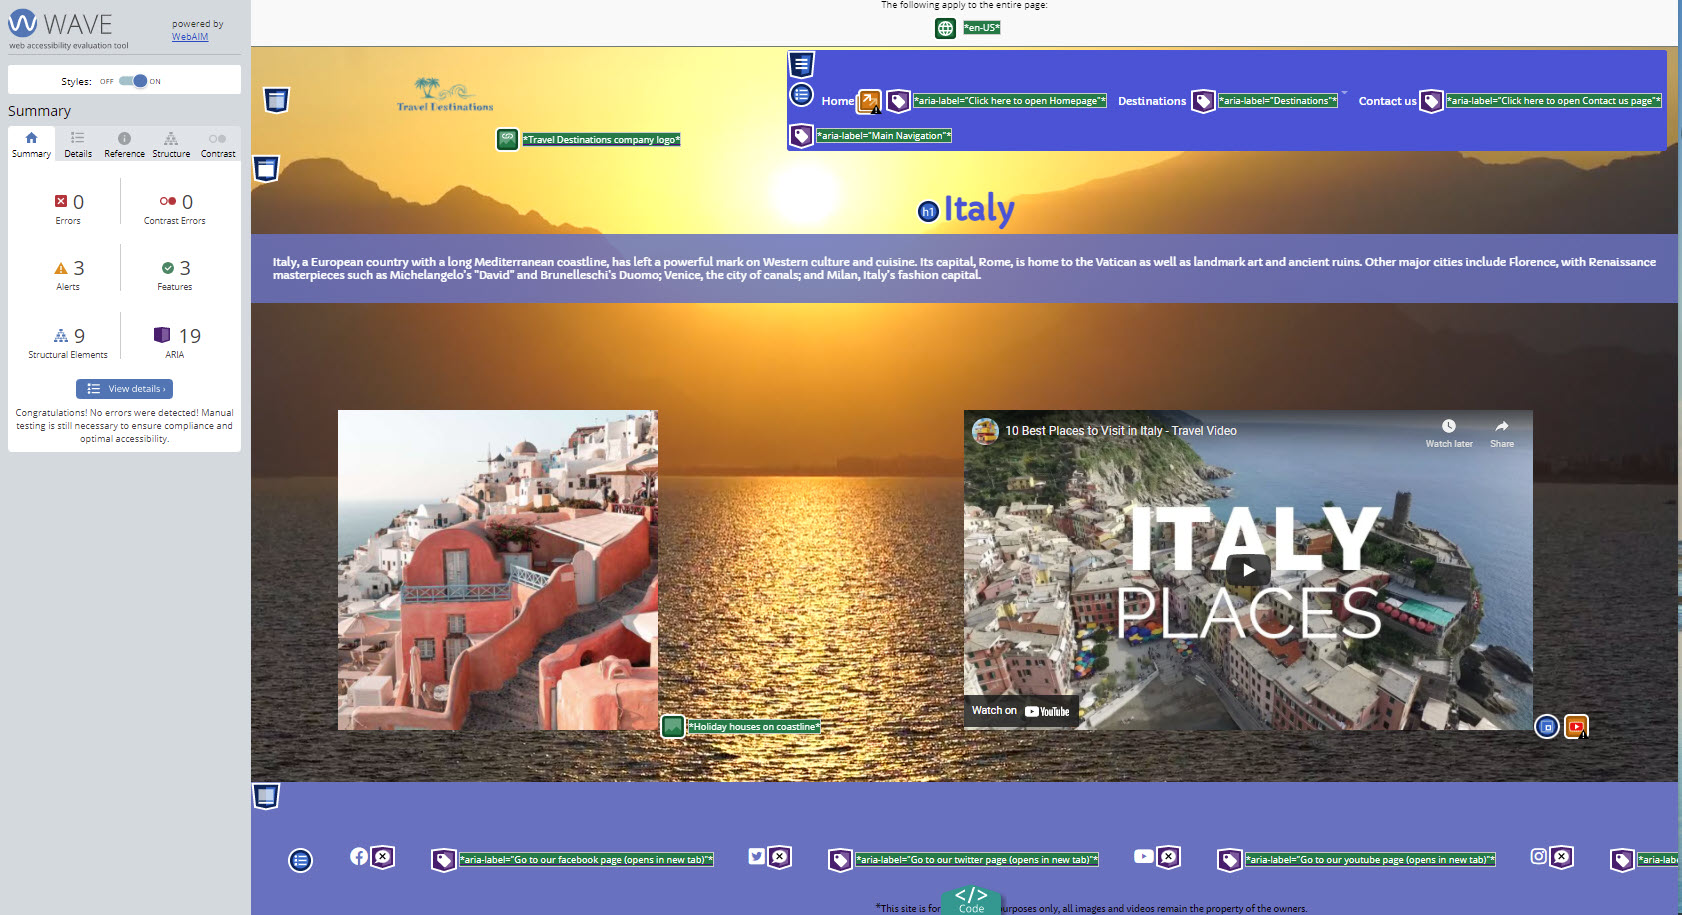 WAVE
web accessibility evaluation tool
powered by
WebAIM
Styles: OFF ON
Summary
Summary Details Reference Structure Contrast
0
Errors
0
Contrast Errors
3
Alerts
3
Features
9
Structural Elements
19
ARIA
View details ›
Congratulations! No errors were detected! Manual
testing is still necessary to ensure compliance and
optimal accessibility.
The following apply to the entire page:
*en-US*
Travel Destinations
*Travel Destinations company logo*
Home *aria-label="Click here to open Homepage"* Destinations *aria-label="Destinations"* Contact us *aria-label="Click here to open Contact us page"*
*aria-label="Main Navigation"*
h1 Italy
Italy, a European country with a long Mediterranean coastline, has left a powerful mark on Western culture and cuisine. Its capital, Rome, is home to the Vatican as well as landmark art and ancient ruins. Other major cities include Florence, with Renaissance
masterpieces such as Michelangelo's "David" and Brunelleschi's Duomo; Venice, the city of canals; and Milan, Italy's fashion capital.
10 Best Places to Visit in Italy - Travel Video
Watch later
Share
ITALY
PLACES
Watch on YouTube
*Holiday houses on coastline*
*aria-label="Go to our facebook page (opens in new tab)"* *aria-label="Go to our twitter page (opens in new tab)"* *aria-label="Go to our youtube page (opens in new tab)"* *aria-lab
</> Code
*This site is for urposes only, all images and videos remain the property of the owners.